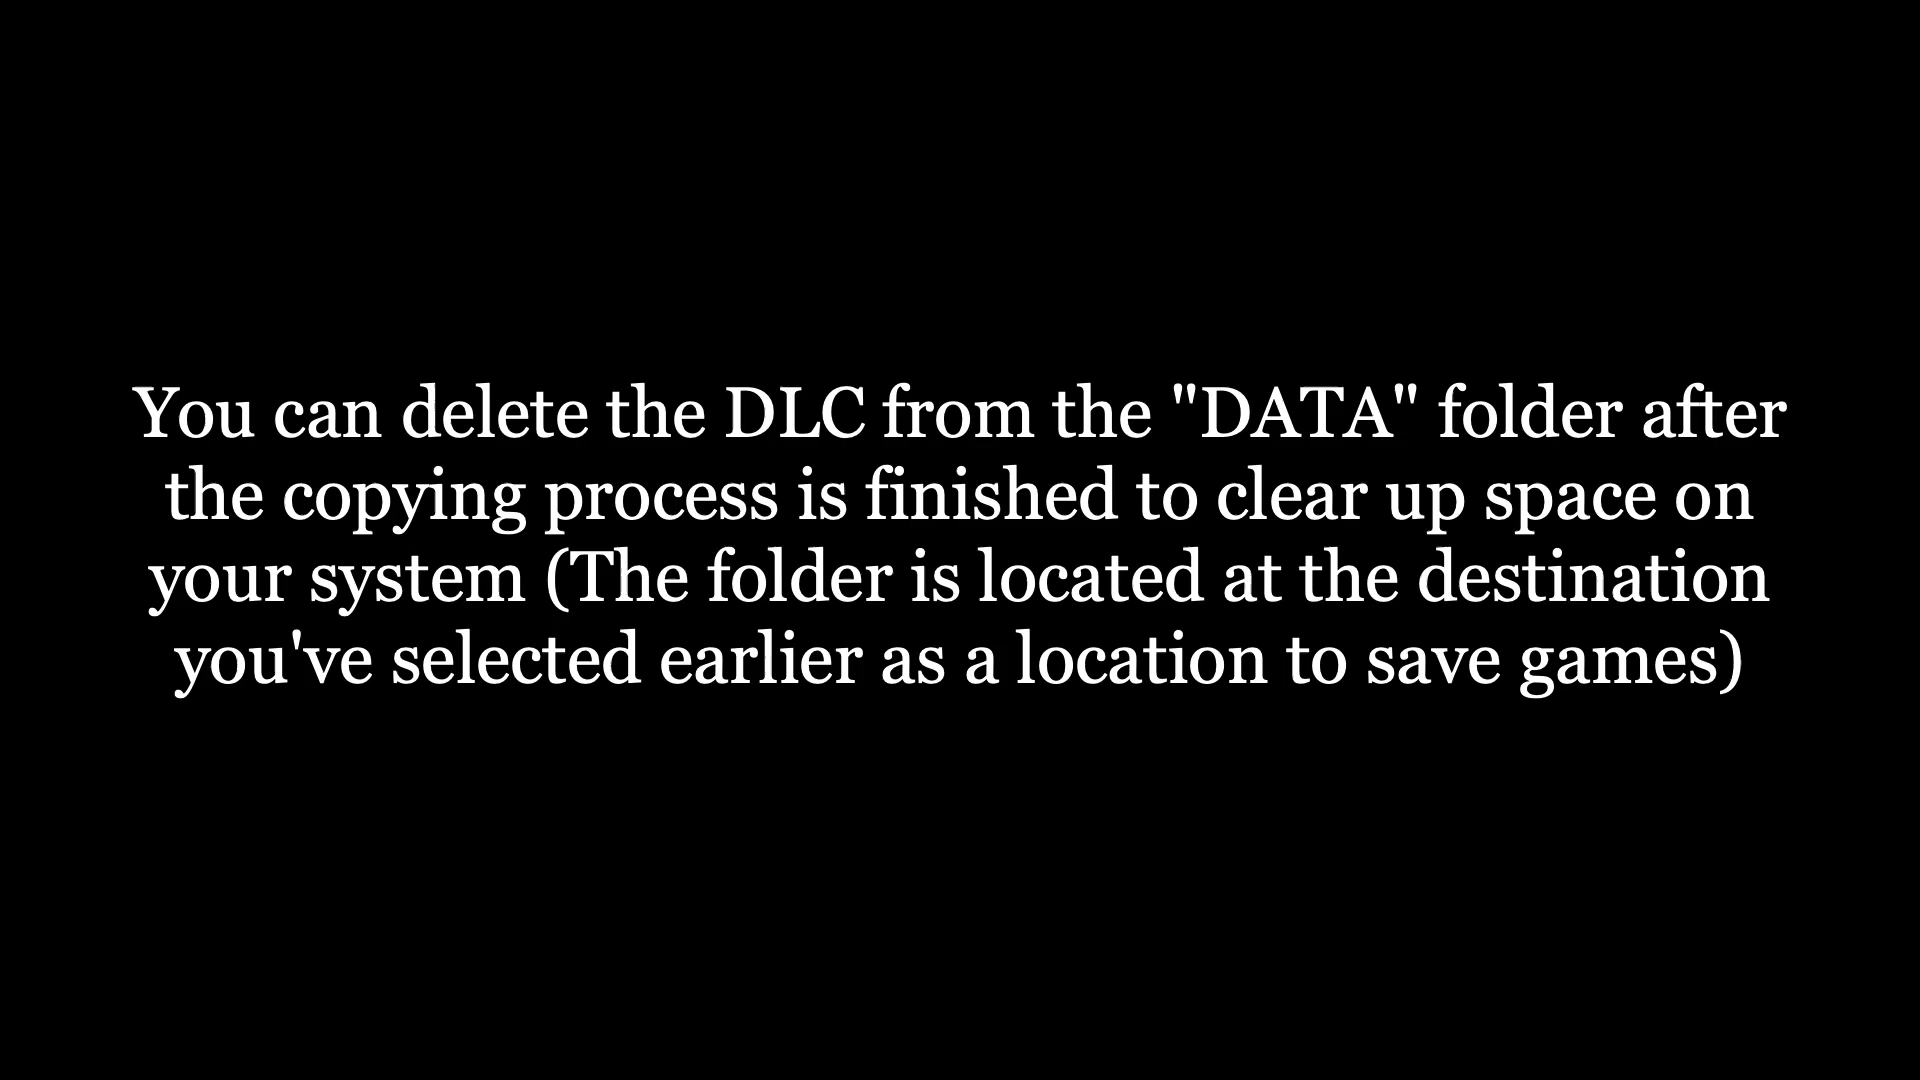 You can delete the DLC from the "DATA" folder after
the copying process is finished to clear up space on
your system (The folder is located at the destination
you've selected earlier as a location to save games)